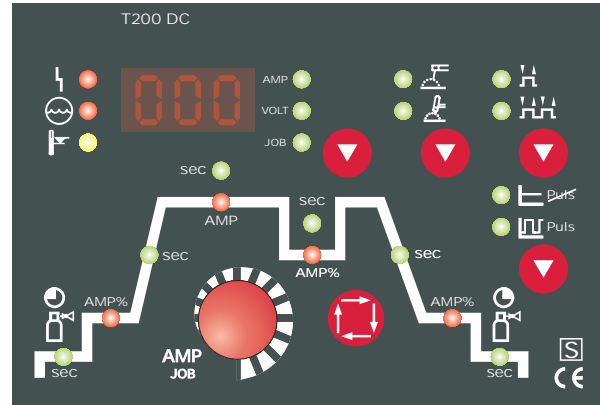 T200 DC
000
AMP
VOLT
JOB
sec
AMP
sec
AMP%
sec
sec
Puls
Puls
AMP%
sec
AMP
JOB
AMP%
sec
S
CE